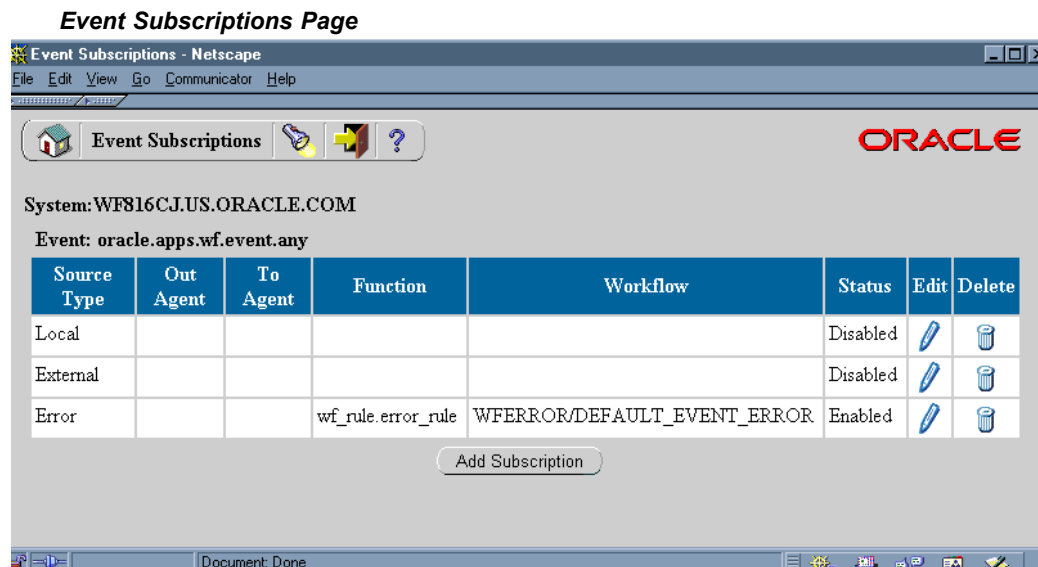 Event Subscriptions Page
Event Subscriptions - Netscape
File Edit View Go Communicator Help
Event Subscriptions ?
ORACLE
System:WF816CJ.US.ORACLE.COM
Event: oracle.apps.wf.event.any
Source Type Out Agent To Agent Function Workflow Status Edit Delete
Local Disabled
External Disabled
Error wf_rule.error_rule WFERROR/DEFAULT_EVENT_ERROR Enabled
Add Subscription
Document: Done